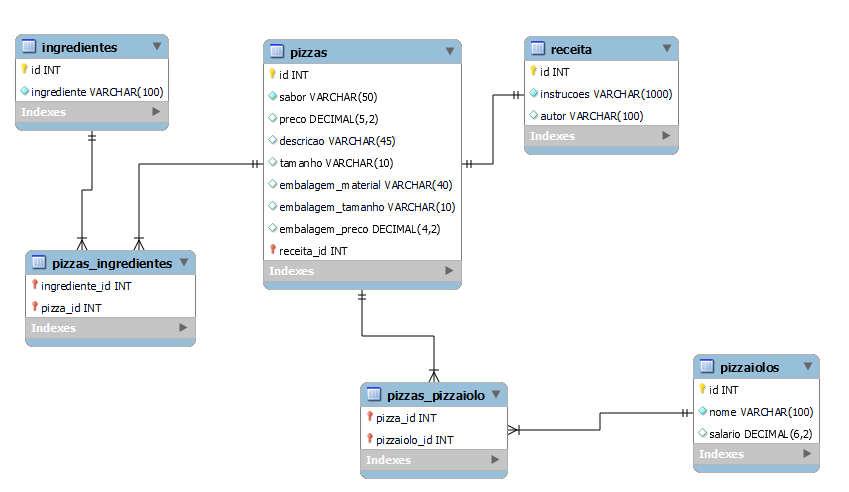 ingredientes
id INT
ingrediente VARCHAR(100)
Indexes
pizzas
id INT
sabor VARCHAR(50)
preco DECIMAL(5,2)
descricao VARCHAR(45)
tamanho VARCHAR(10)
embalagem_material VARCHAR(40)
embalagem_tamanho VARCHAR(10)
embalagem_preco DECIMAL(4,2)
receita_id INT
Indexes
receita
id INT
instrucoes VARCHAR(1000)
autor VARCHAR(100)
Indexes
pizzas_ingredientes
ingrediente_id INT
pizza_id INT
Indexes
pizzas_pizzaiolo
pizza_id INT
pizzaiolo_id INT
Indexes
pizzaiolos
id INT
nome VARCHAR(100)
salario DECIMAL(6,2)
Indexes